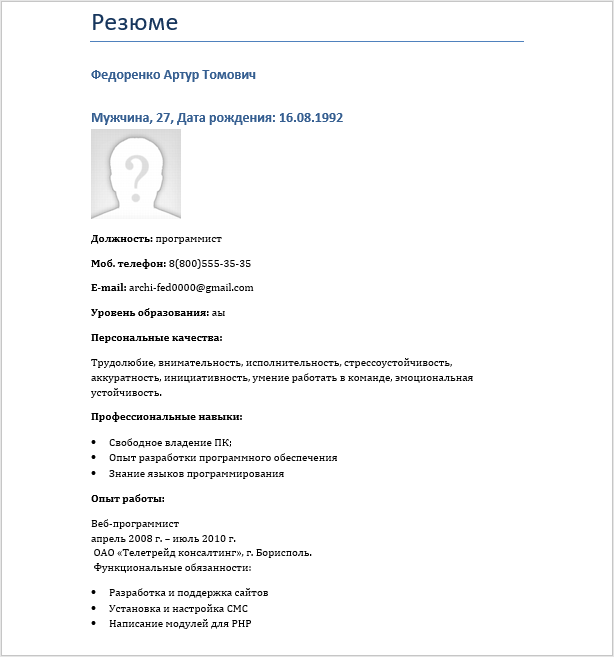 Резюме
Федоренко Артур Томович
Мужчина, 27, Дата рождения: 16.08.1992
?
Должность: программист
Моб. телефон: 8(800)555-35-35
E-mail: archi-fed0000@gmail.com
Уровень образования: аы
Персональные качества:
Трудолюбие, внимательность, исполнительность, стрессоустойчивость,
аккуратность, инициативность, умение работать в команде, эмоциональная
устойчивость.
Профессиональные навыки:
• Свободное владение ПК;
• Опыт разработки программного обеспечения
• Знание языков программирования
Опыт работы:
Веб-программист
апрель 2008 г. – июль 2010 г.
ОАО «Телетрейд консалтинг», г. Борисполь.
Функциональные обязанности:
• Разработка и поддержка сайтов
• Установка и настройка CMC
• Написание модулей для PHP